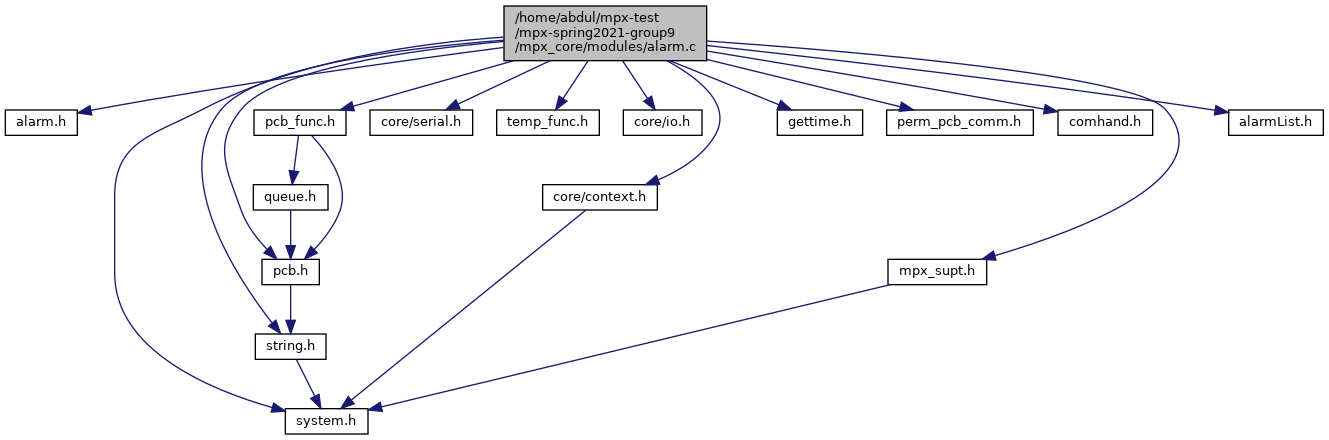 /home/abdul/mpx-test
/mpx-spring2021-group9
/mpx_core/modules/alarm.c
alarm.h
pcb_func.h
core/serial.h
temp_func.h
core/io.h
gettime.h
perm_pcb_comm.h
comhand.h
alarmList.h
queue.h
core/context.h
pcb.h
mpx_supt.h
string.h
system.h